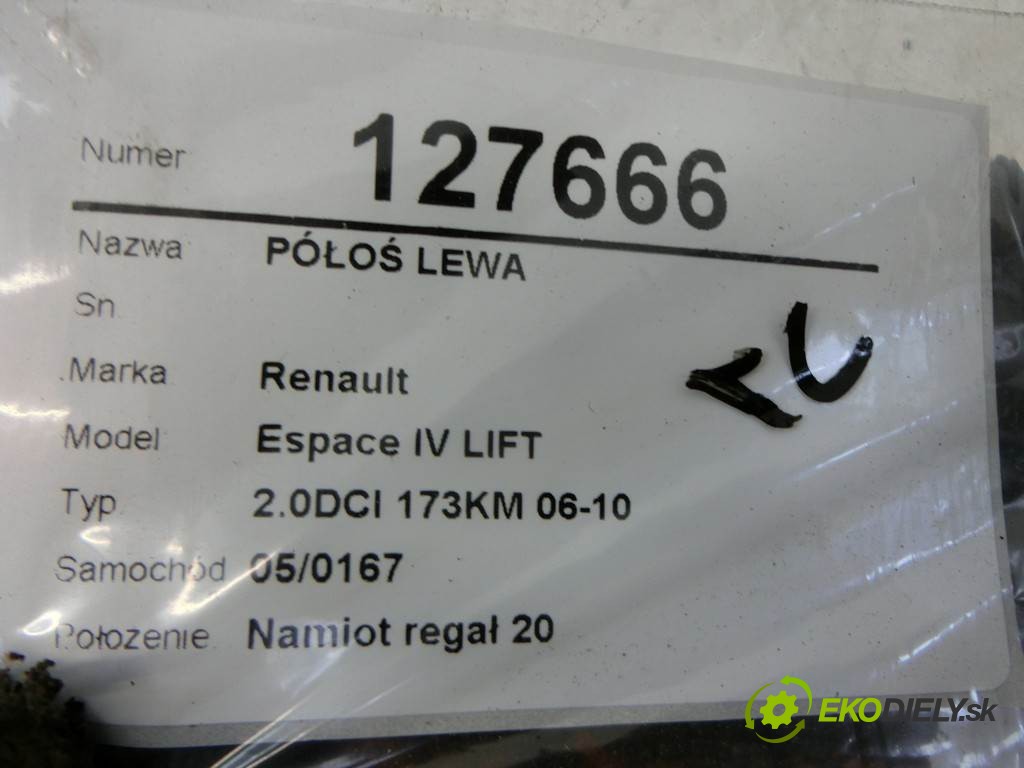 Numer 127666
Nazwa PÓŁOŚ LEWA
Sn
Marka Renault
Model Espace IV LIFT
Typ 2.0DCI 173KM 06-10
Samochód 05/0167
Położenie Namiot regał 20
EKODIELY.sk